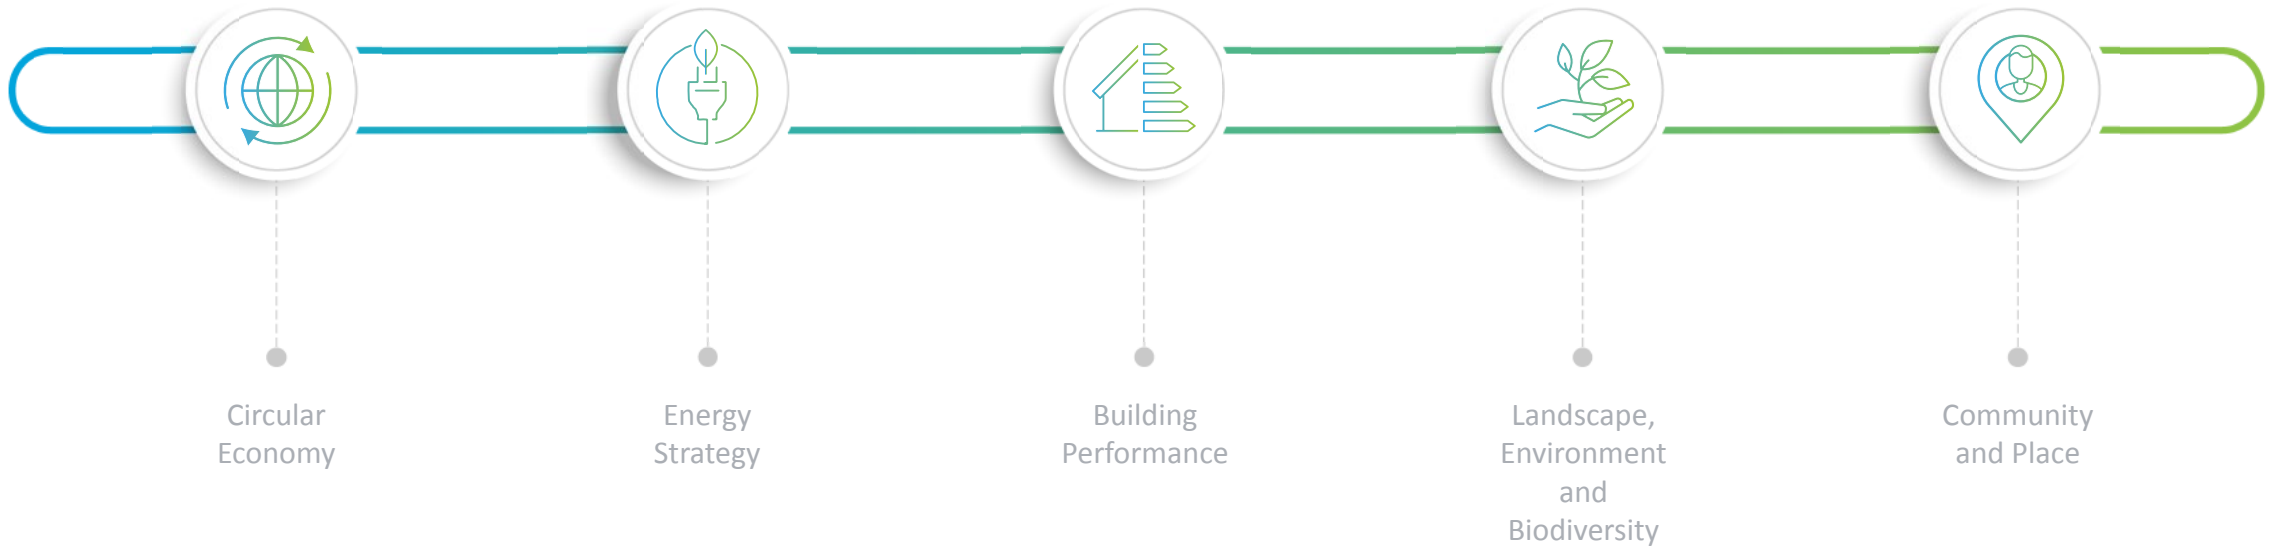 Circular
Economy
Energy
Strategy
Building
Performance
Landscape,
Environment
and
Biodiversity
Community
and Place